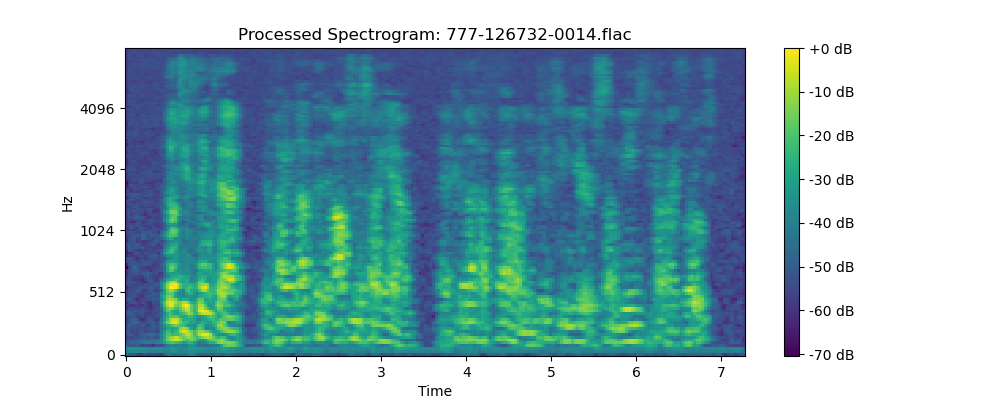 Processed Spectrogram: 777-126732-0014.flac
Hz
4096
2048
1024
512
0
0 1 2 3 4 5 6 7
Time
+0 dB
-10 dB
-20 dB
-30 dB
-40 dB
-50 dB
-60 dB
-70 dB